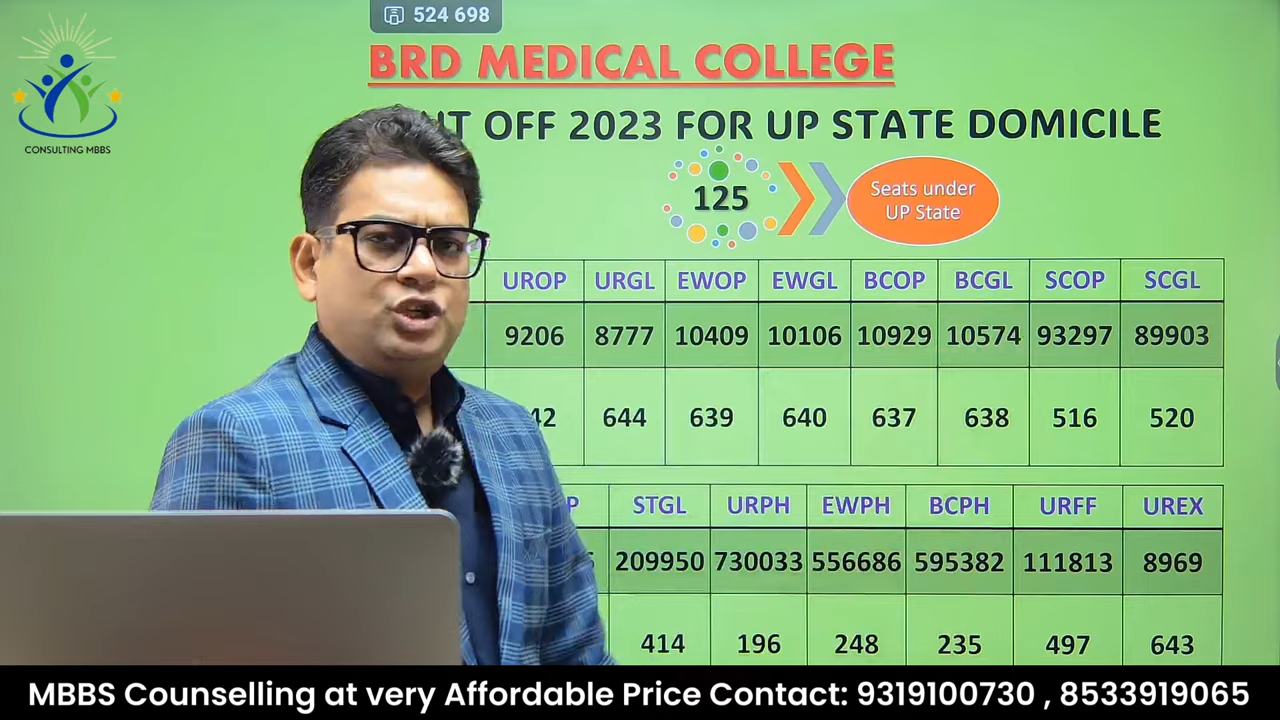 524 698
BRD MEDICAL COLLEGE
OFF 2023 FOR UP STATE DOMICILE
CONSULTING MBBS
125
Seats under
UP State
UROP URGL EWOP EWGL BCOP BCGL SCOP SCGL
9206 8777 10409 10106 10929 10574 93297 89903
644 639 640 637 638 516 520
STGL URPH EWPH BCPH URFF UREX
209950 730033 556686 595382 111813 8969
414 196 248 235 497 643
MBBS Counselling at very Affordable Price Contact: 9319100730 , 8533919065